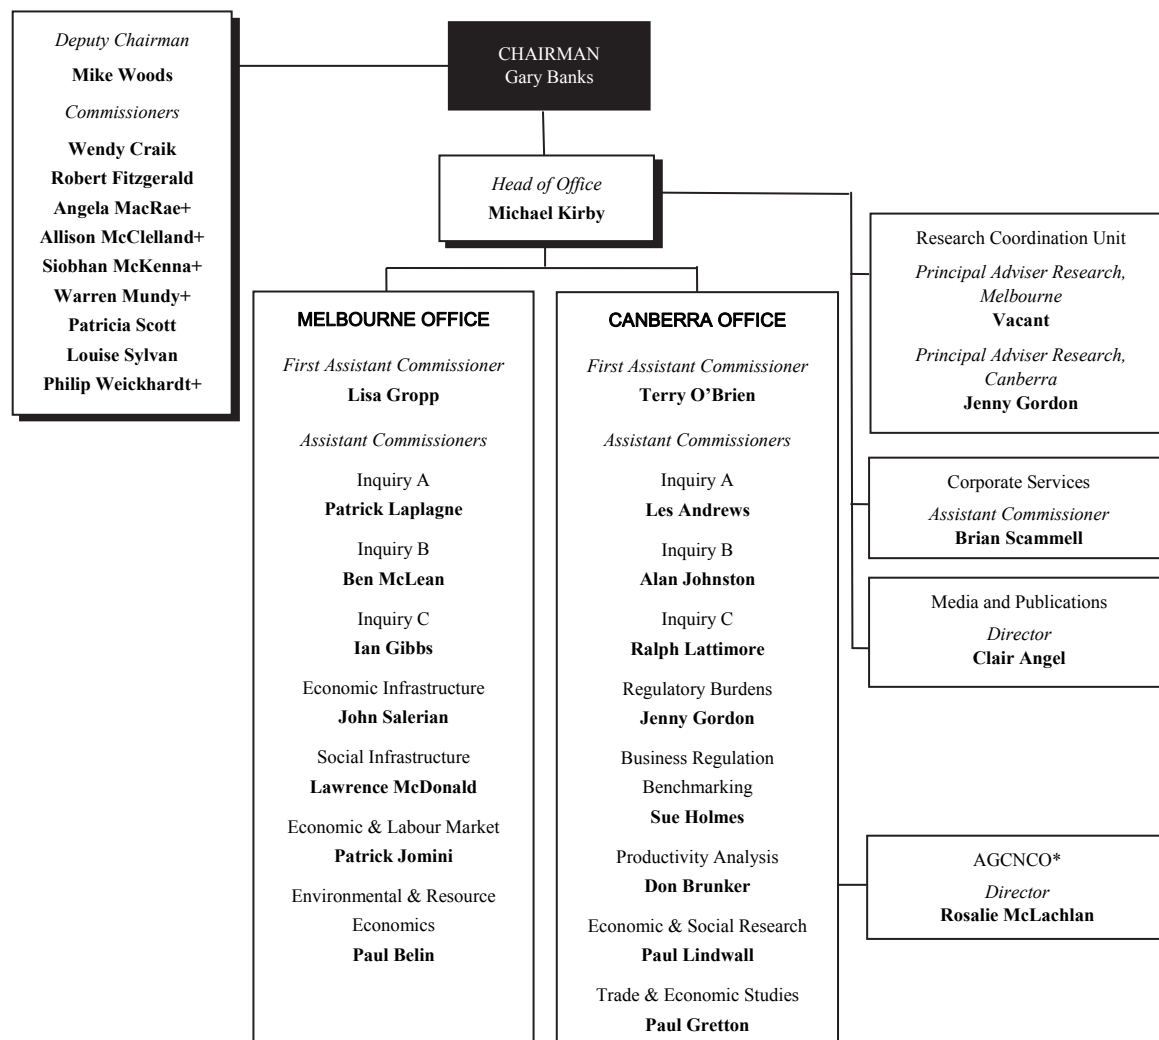 Deputy Chairman
Mike Woods
Commissioners
Wendy Craik
Robert Fitzgerald
Angela MacRae+
Allison McClelland+
Siobhan McKenna+
Warren Mundy+
Patricia Scott
Louise Sylvan
Philip Weickhardt+
CHAIRMAN
Gary Banks
Head of Office
Michael Kirby
MELBOURNE OFFICE
First Assistant Commissioner
Lisa Gropp
Assistant Commissioners
Inquiry A
Patrick Laplagne
Inquiry B
Ben McLean
Inquiry C
Ian Gibbs
Economic Infrastructure
John Salerian
Social Infrastructure
Lawrence McDonald
Economic & Labour Market
Patrick Jomini
Environmental & Resource
Economics
Paul Belin
CANBERRA OFFICE
First Assistant Commissioner
Terry O’Brien
Assistant Commissioners
Inquiry A
Les Andrews
Inquiry B
Alan Johnston
Inquiry C
Ralph Lattimore
Regulatory Burdens
Jenny Gordon
Business Regulation
Benchmarking
Sue Holmes
Productivity Analysis
Don Brunker
Economic & Social Research
Paul Lindwall
Trade & Economic Studies
Paul Gretton
Research Coordination Unit
Principal Adviser Research,
Melbourne
Vacant
Principal Adviser Research,
Canberra
Jenny Gordon
Corporate Services
Assistant Commissioner
Brian Scammell
Media and Publications
Director
Clair Angel
AGCNCO*
Director
Rosalie McLachlan